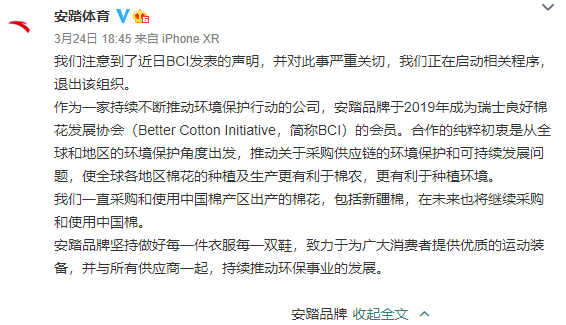 安踏体育
3月24日 18:45 来自 iPhone XR
我们注意到了近日BCI发表的声明，并对此事严重关切，我们正在启动相关程序，
退出该组织。
作为一家持续不断推动环境保护行动的公司，安踏品牌于2019年成为瑞士良好棉
花发展协会（Better Cotton Initiative，简称BCI）的会员。合作的纯粹初衷是从全
球和地区的环境保护角度出发，推动关于采购供应链的环境保护和可持续发展问
题，使全球各地区棉花的种植及生产更有利于棉农，更有利于种植环境。
我们一直采购和使用中国棉产区出产的棉花，包括新疆棉，在未来也将继续采购
和使用中国棉。
安踏品牌坚持做好每一件衣服每一双鞋，致力于为广大消费者提供优质的运动装
备，并与所有供应商一起，持续推动环保事业的发展。
安踏品牌 收起全文